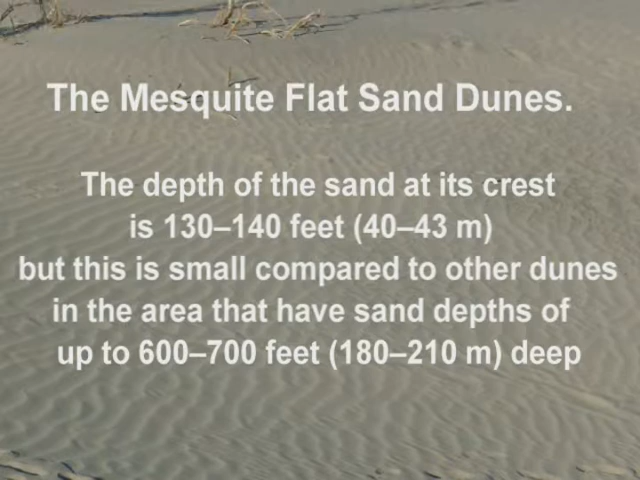 The Mesquite Flat Sand Dunes.
The depth of the sand at its crest
is 130–140 feet (40–43 m)
but this is small compared to other dunes
in the area that have sand depths of
up to 600–700 feet (180–210 m) deep